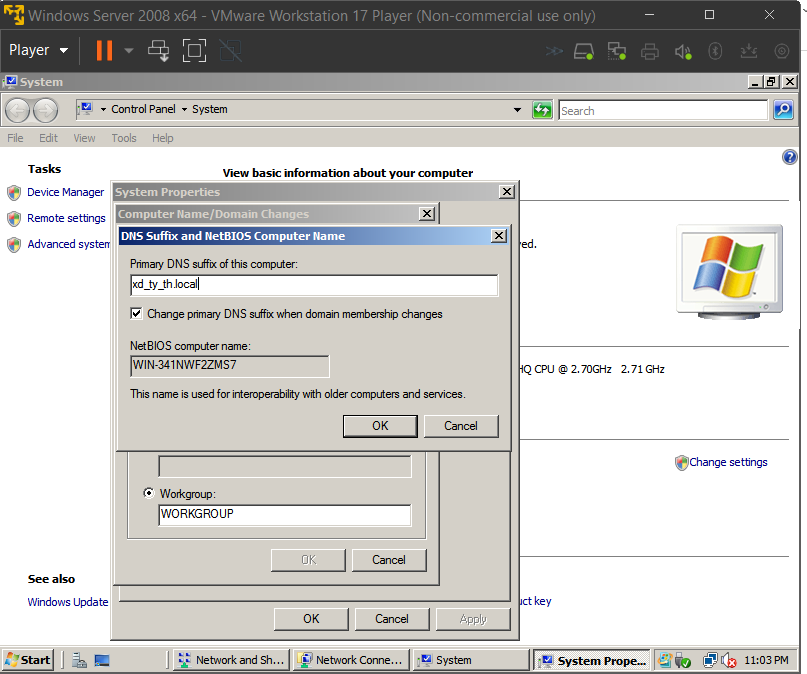 Windows Server 2008 x64 - VMware Workstation 17 Player (Non-commercial use only)
Player
System
Control Panel System
Search
File Edit View Tools Help
Tasks
Device Manager
Remote settings
Advanced system
View basic information about your computer
System Properties
Computer Name/Domain Changes
DNS Suffix and NetBIOS Computer Name
Primary DNS suffix of this computer:
xd_ty_th.local
Change primary DNS suffix when domain membership changes
NetBIOS computer name:
WIN-341NWF2ZMS7
This name is used for interoperability with older computers and services.
OK Cancel
ved.
HQ CPU @ 2.70GHz 2.71 GHz
Change settings
Workgroup:
WORKGROUP
OK Cancel
See also
Windows Update
uct key
OK Cancel Apply
Start
Network and Sh...
Network Conne...
System
System Prope...
11:03 PM